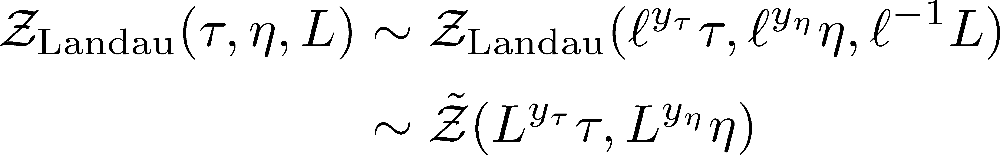 𝒵_Landau(τ, η, L) ∼ 𝒵_Landau(ℓ^{y_τ} τ, ℓ^{y_η} η, ℓ^{−1} L)
∼ 𝒵̃(L^{y_τ} τ, L^{y_η} η)